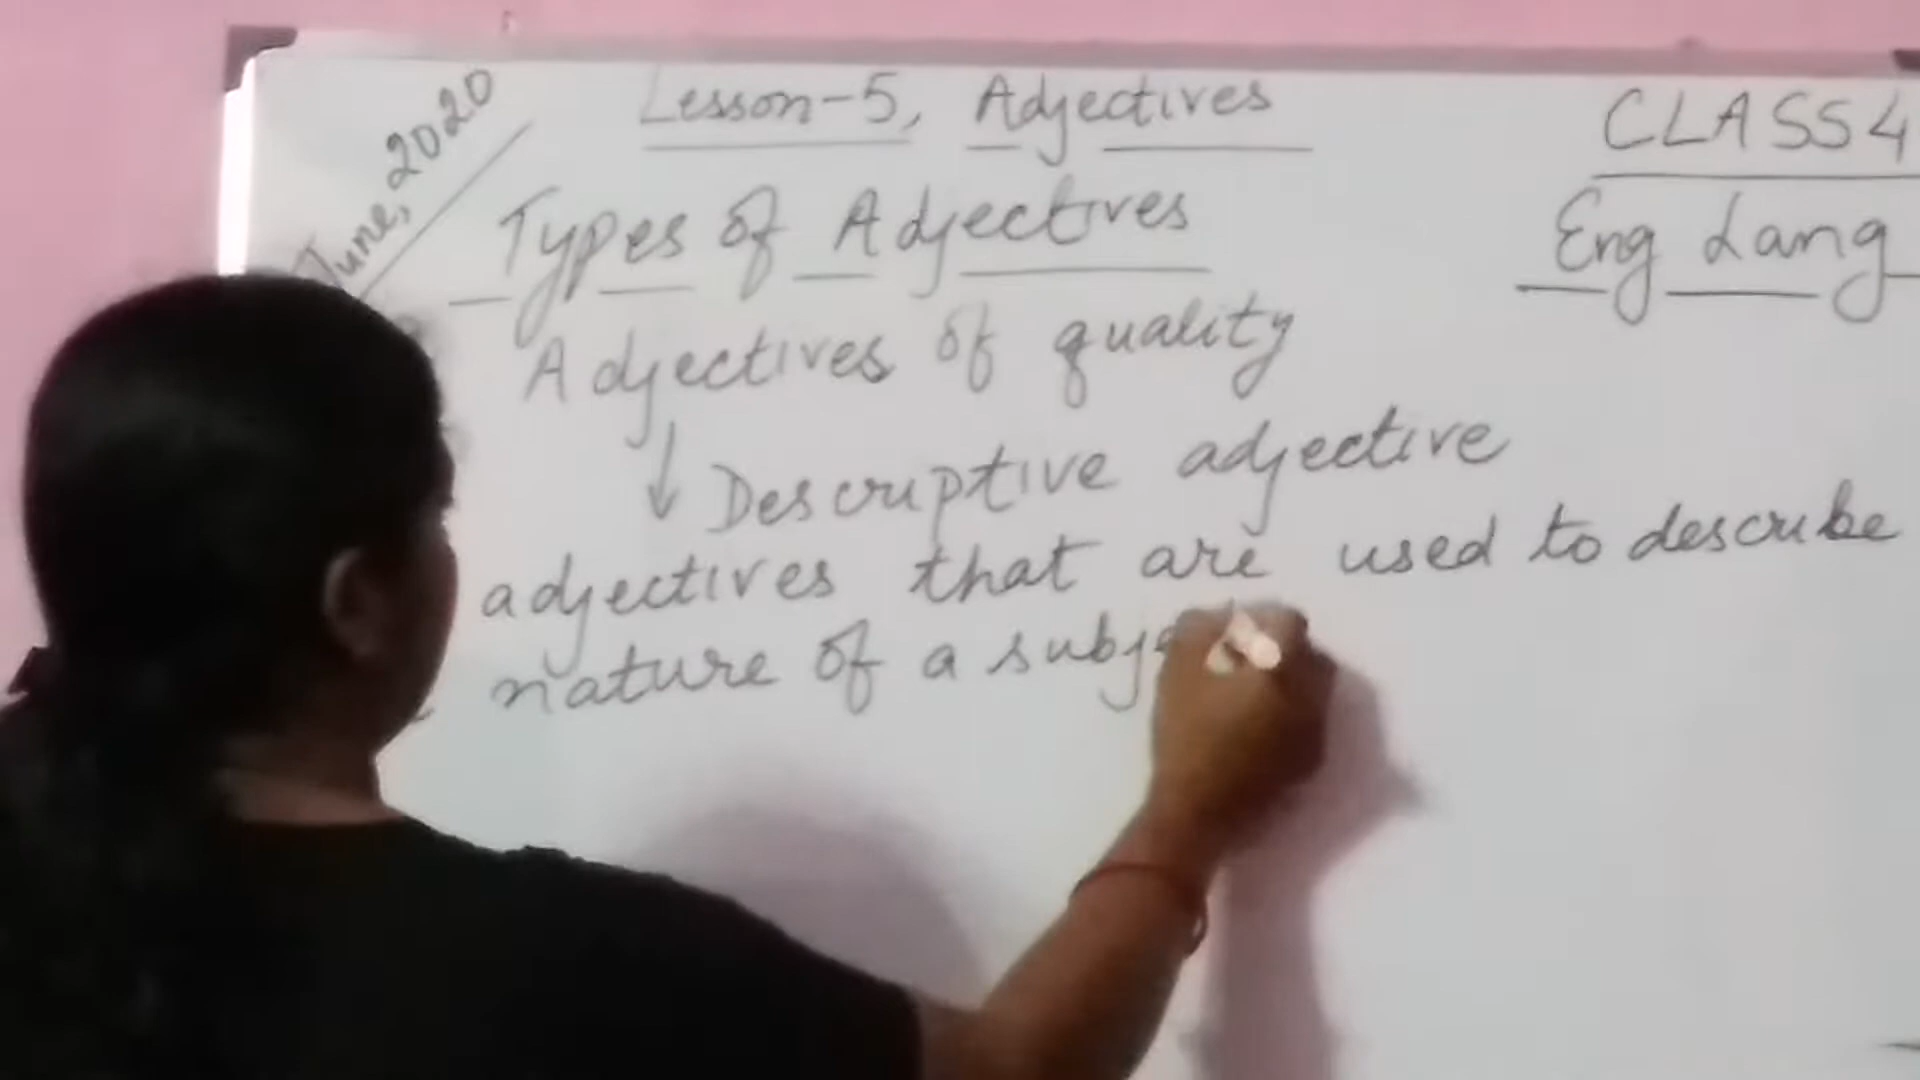 June, 2020
Lesson-5, Adjectives
CLASS 4
Types of Adjectives
Eng Lang
Adjectives of quality
↓ Descriptive adjective
adjectives that are used to describe
nature of a subje